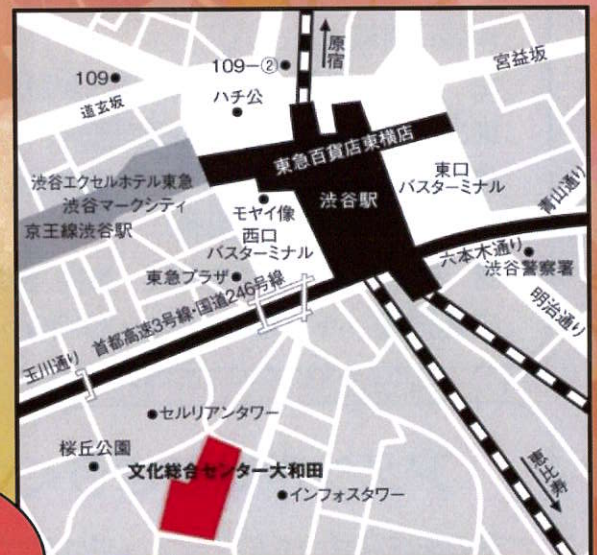 原宿
宮益坂
109
109-②
道玄坂
ハチ公
東急百貨店東横店
東口
バスターミナル
渋谷エクセルホテル東急
渋谷マークシティ
京王線渋谷駅
渋谷駅
モヤイ像
西口
バスターミナル
青山通り
六本木通り
渋谷警察署
東急プラザ
明治通り
玉川通り
首都高速3号線・国道246号線
セルリアンタワー
桜丘公園
文化総合センター大和田
インフォスタワー
恵比寿